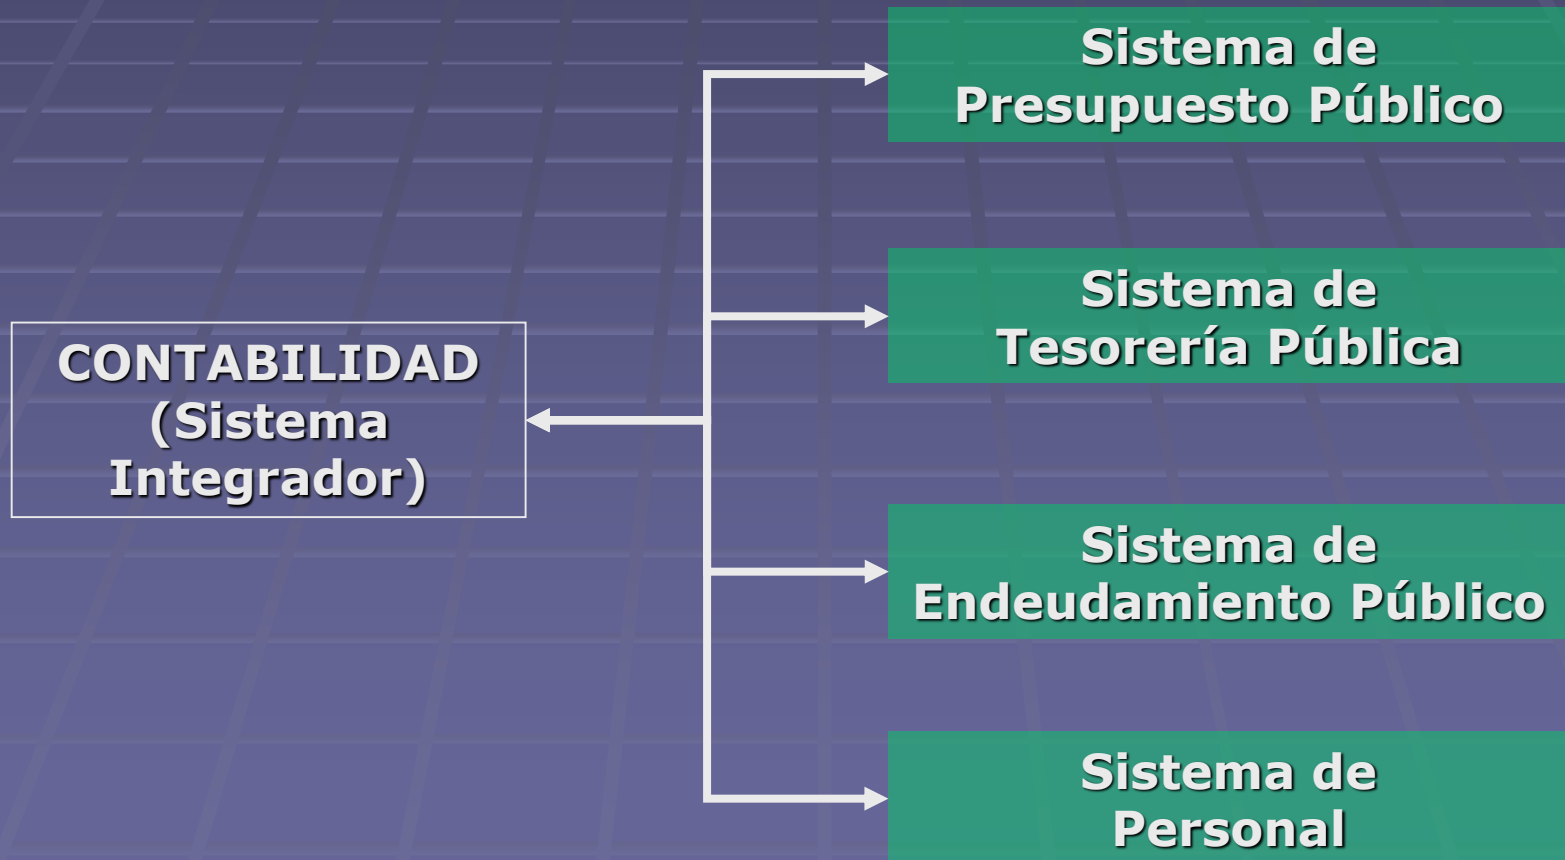 CONTABILIDAD
(Sistema
Integrador)
Sistema de
Presupuesto Público
Sistema de
Tesorería Pública
Sistema de
Endeudamiento Público
Sistema de
Personal